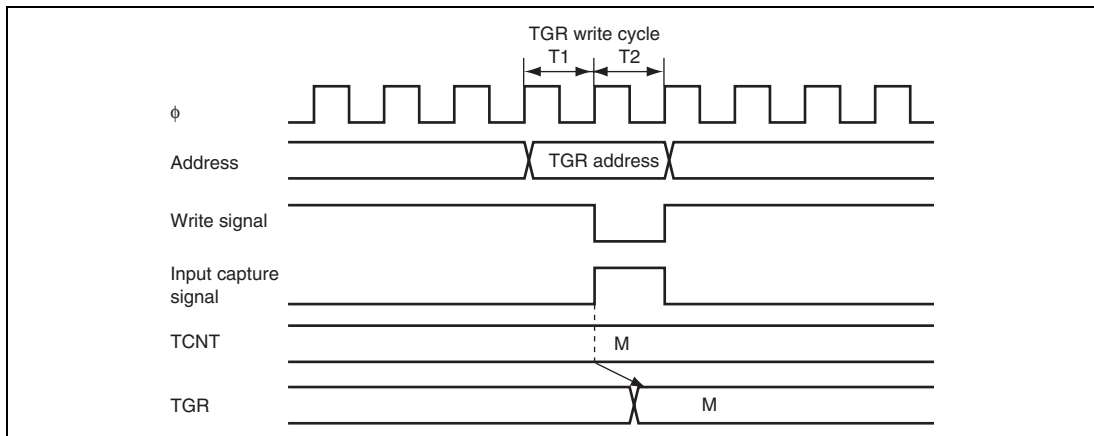 TGR write cycle
T1 T2
ϕ
Address TGR address
Write signal
Input capture
signal
TCNT M
TGR M